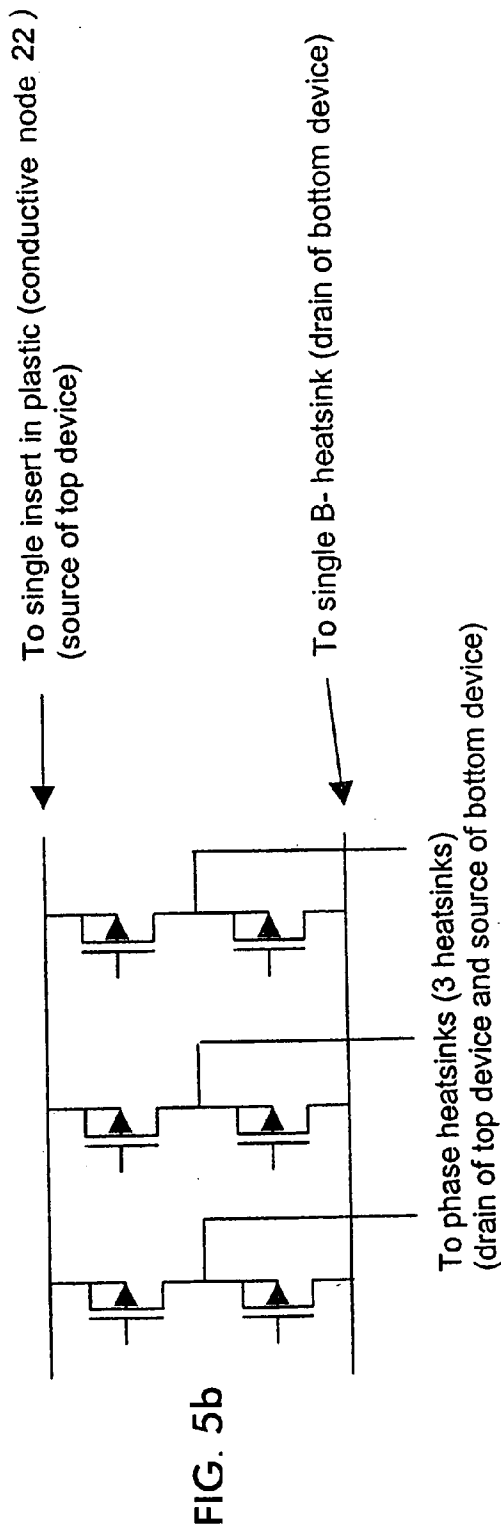 To single insert in plastic (conductive node 22 )
(source of top device)
To single B- heatsink (drain of bottom device)
To phase heatsinks (3 heatsinks)
(drain of top device and source of bottom device)
FIG. 5b